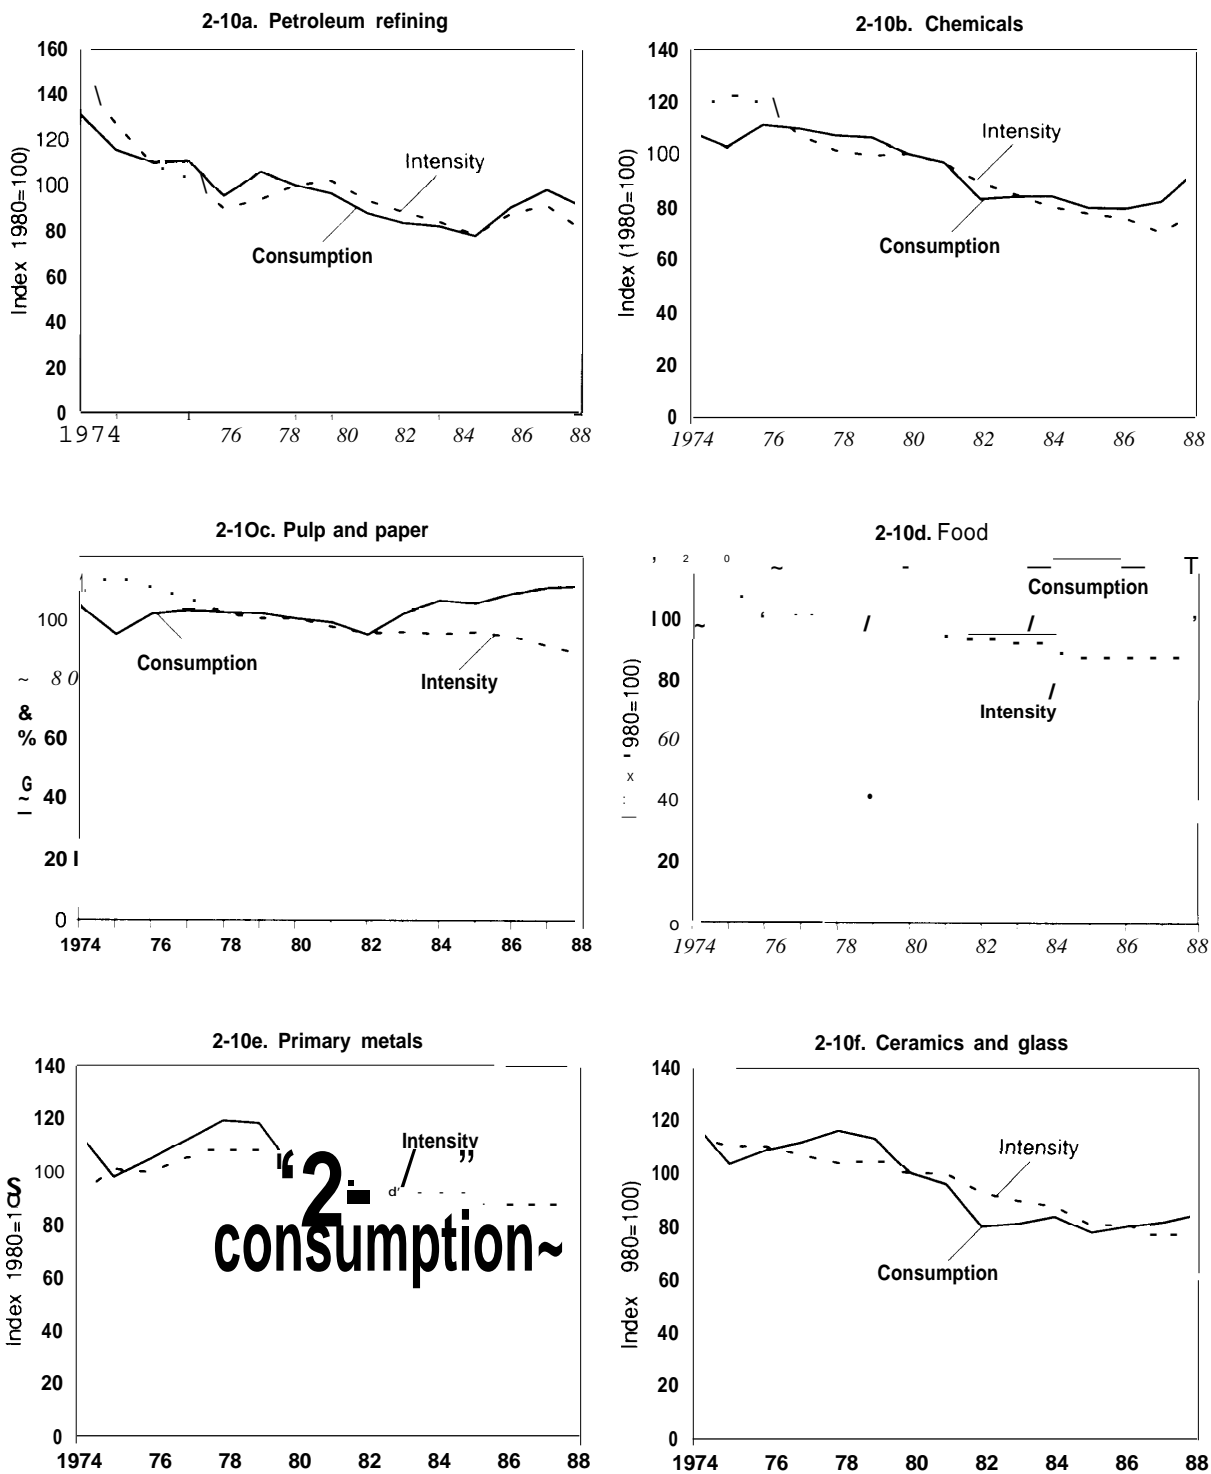 2-10a. Petroleum refining
160
140
120
100
80
60
40
20
0
Index 1980=100)
Intensity
Consumption
1974 76 78 80 82 84 86 88
2-10b. Chemicals
140
120
100
80
60
40
20
0
Index (1980=100)
Intensity
Consumption
1974 76 78 80 82 84 86 88
2-1Oc. Pulp and paper
100
~ 80
&
% 60
G
~ 40
20 I
0
Consumption
Intensity
1974 76 78 80 82 84 86 88
2-10d. Food
' 2 0
I 00
80
60
40
20
o
980=100)
x
Consumption
Intensity
1974 76 78 80 82 84 86 88
2-10e. Primary metals
140
120
100
80
60
40
20
0
Index 1980=1
Intensity
“2- ”
d'
consumption~
1974 76 78 80 82 84 86 88
2-10f. Ceramics and glass
140
120
100
80
60
40
20
0
Index 980=100)
Intensity
Consumption
1974 76 78 80 82 84 86 88